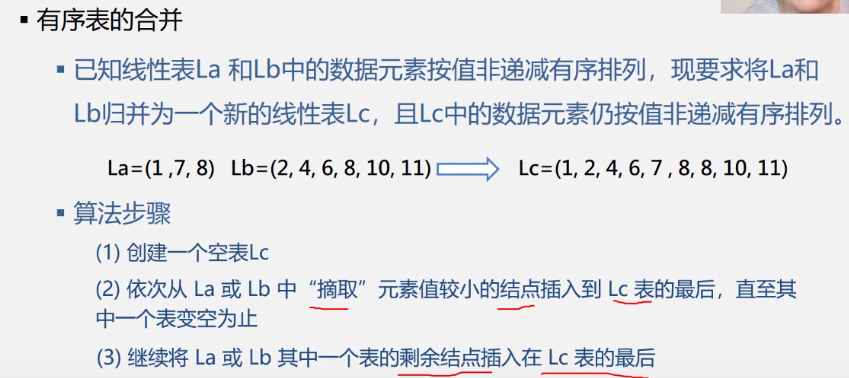 ▪ 有序表的合并
▪ 已知线性表La 和Lb中的数据元素按值非递减有序排列，现要求将La和
Lb归并为一个新的线性表Lc，且Lc中的数据元素仍按值非递减有序排列。
La=(1 ,7, 8) Lb=(2, 4, 6, 8, 10, 11) Lc=(1, 2, 4, 6, 7 , 8, 8, 10, 11)
▪ 算法步骤
(1) 创建一个空表Lc
(2) 依次从 La 或 Lb 中“摘取”元素值较小的结点插入到 Lc 表的最后，直至其
中一个表变空为止
(3) 继续将 La 或 Lb 其中一个表的剩余结点插入在 Lc 表的最后